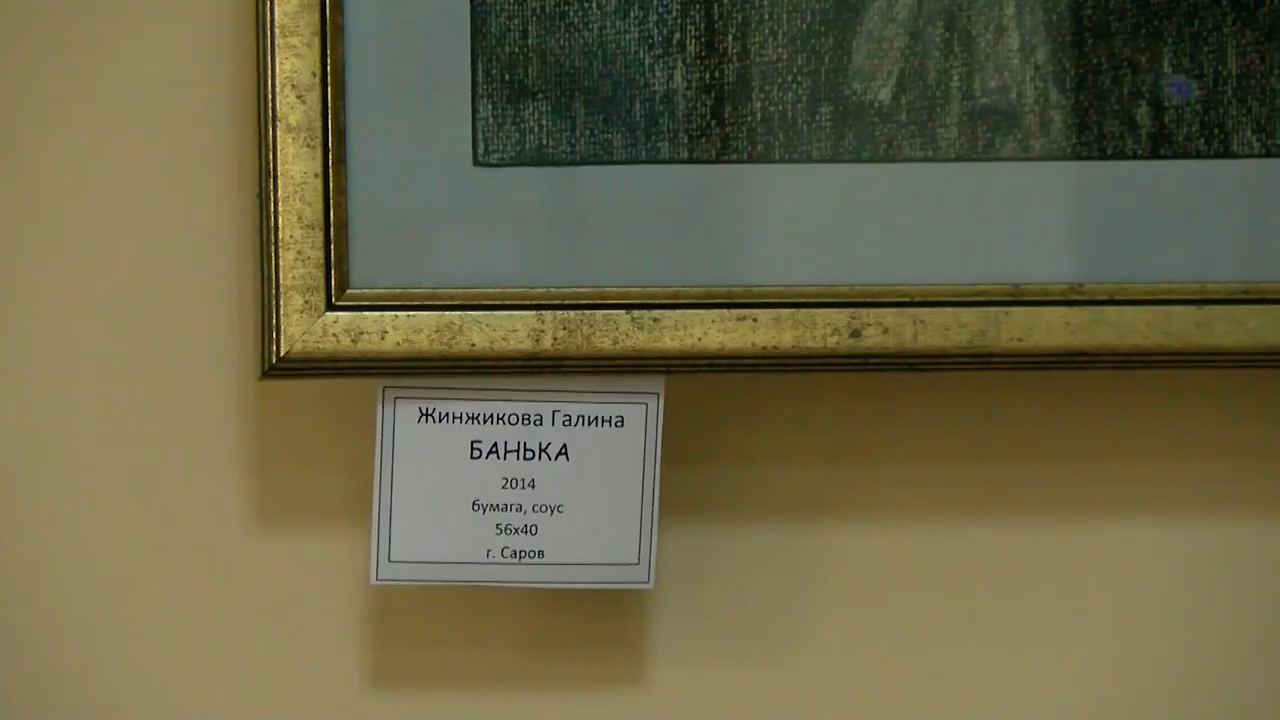 Жинжикова Галина
БАНЬКА
2014
бумага, соус
56х40
г. Саров